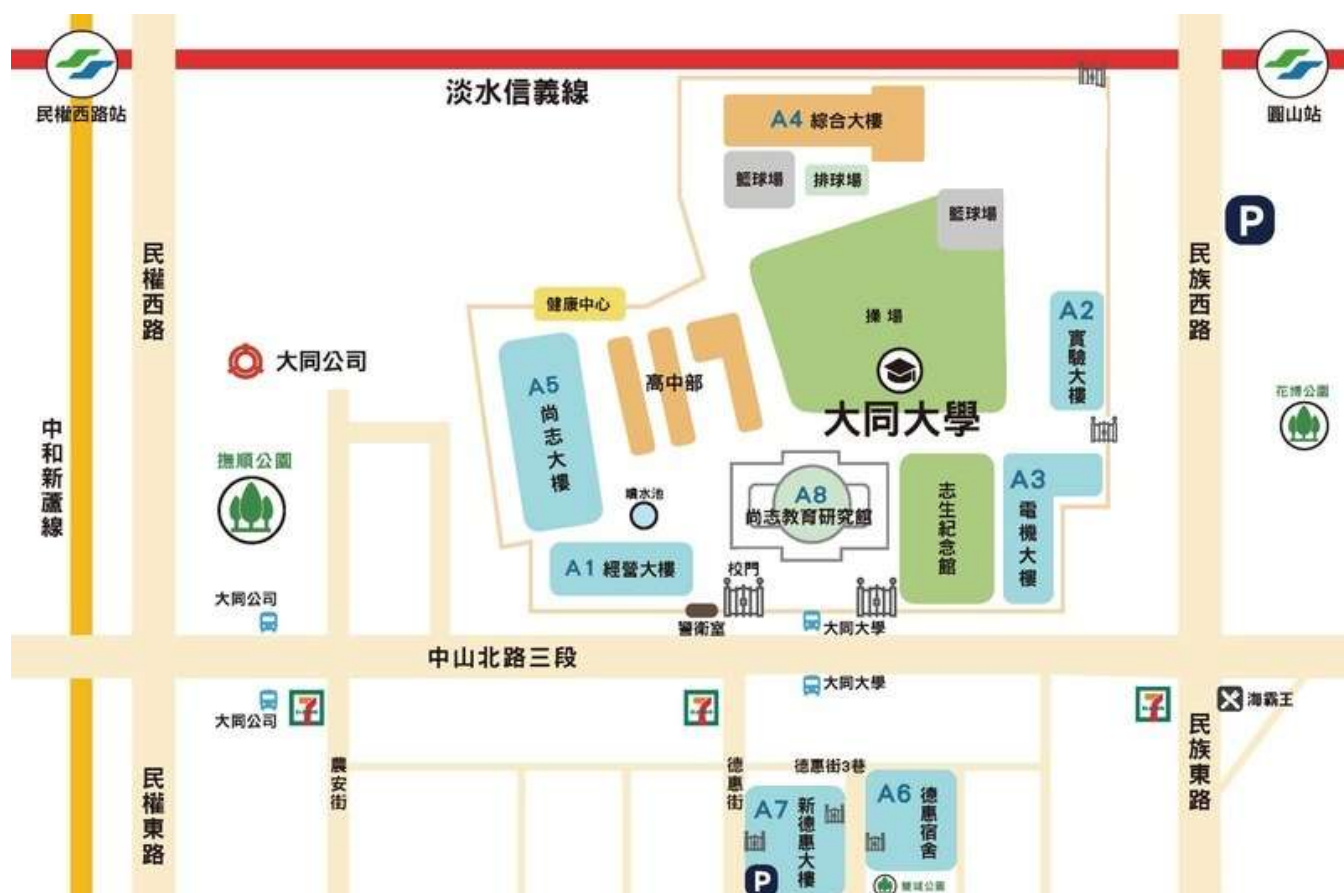 民權西路站
淡水信義線
圓山站
A4 綜合大樓
籃球場
排球場
籃球場
P
民權西路
民族西路
健康中心
操場
A2
實驗大樓
大同公司
高中部
A5
尚志大樓
大同大學
花博公園
中和新蘆線
撫順公園
A8
尚志教育研究館
志生紀念館
A3
電機大樓
噴水池
A1 經營大樓
校門
大同公司
警衛室
大同大學
中山北路三段
大同大學
大同公司
7
7
7
海霸王
民權東路
農安街
德惠街
德惠街3巷
民族東路
A7
新德惠大樓
A6
德惠宿舍
P
雙城公園